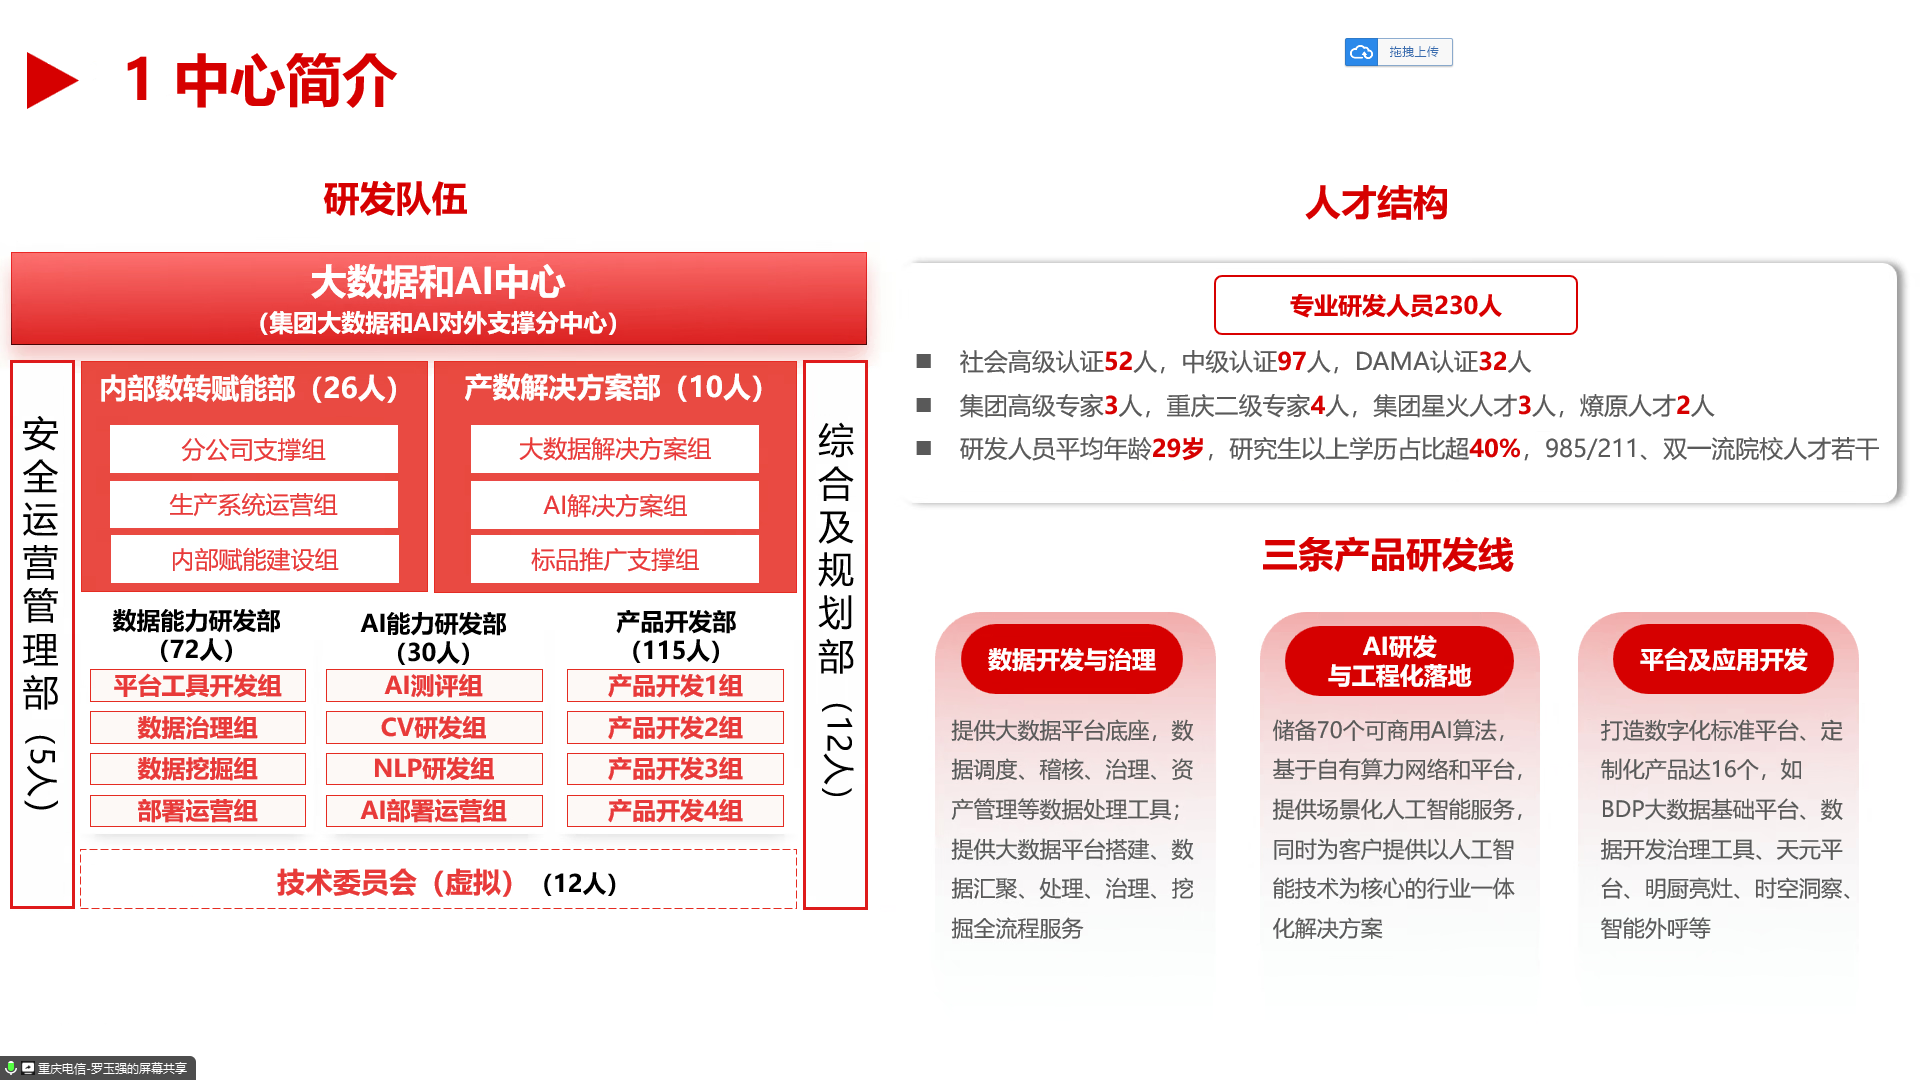 1 中心简介
拖拽上传
研发队伍
大数据和AI中心
(集团大数据和AI对外支撑分中心)
安全运营管理部(5人)
内部数转赋能部（26人）
分公司支撑组
生产系统运营组
内部赋能建设组
产数解决方案部（10人）
大数据解决方案组
AI解决方案组
标品推广支撑组
综合及规划部(12人)
数据能力研发部
(72人)
平台工具开发组
数据治理组
数据挖掘组
部署运营组
AI能力研发部
(30人)
AI测评组
CV研发组
NLP研发组
AI部署运营组
产品开发部
(115人)
产品开发1组
产品开发2组
产品开发3组
产品开发4组
技术委员会（虚拟）(12人)
人才结构
专业研发人员230人
■ 社会高级认证52人，中级认证97人，DAMA认证32人
■ 集团高级专家3人，重庆二级专家4人，集团星火人才3人，燎原人才2人
■ 研发人员平均年龄29岁，研究生以上学历占比超40%，985/211、双一流院校人才若干
三条产品研发线
数据开发与治理
提供大数据平台底座，数
据调度、稽核、治理、资
产管理等数据处理工具；
提供大数据平台搭建、数
据汇聚、处理、治理、挖
掘全流程服务
AI研发
与工程化落地
储备70个可商用AI算法，
基于自有算力网络和平台，
提供场景化人工智能服务，
同时为客户提供以人工智
能技术为核心的行业一体
化解决方案
平台及应用开发
打造数字化标准平台、定
制化产品达16个，如
BDP大数据基础平台、数
据开发治理工具、天元平
台、明厨亮灶、时空洞察、
智能外呼等
重庆电信-罗玉强的屏幕共享